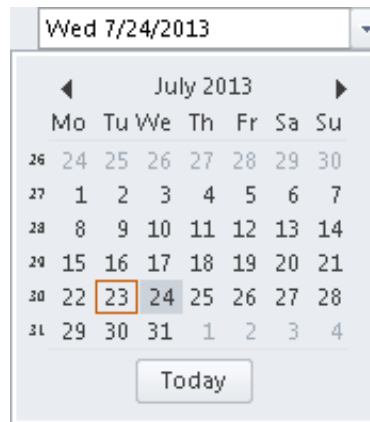 Wed 7/24/2013
July 2013
Mo Tu We Th Fr Sa Su
26 24 25 26 27 28 29 30
27 1 2 3 4 5 6 7
28 8 9 10 11 12 13 14
29 15 16 17 18 19 20 21
30 22 23 24 25 26 27 28
31 29 30 31 1 2 3 4
Today